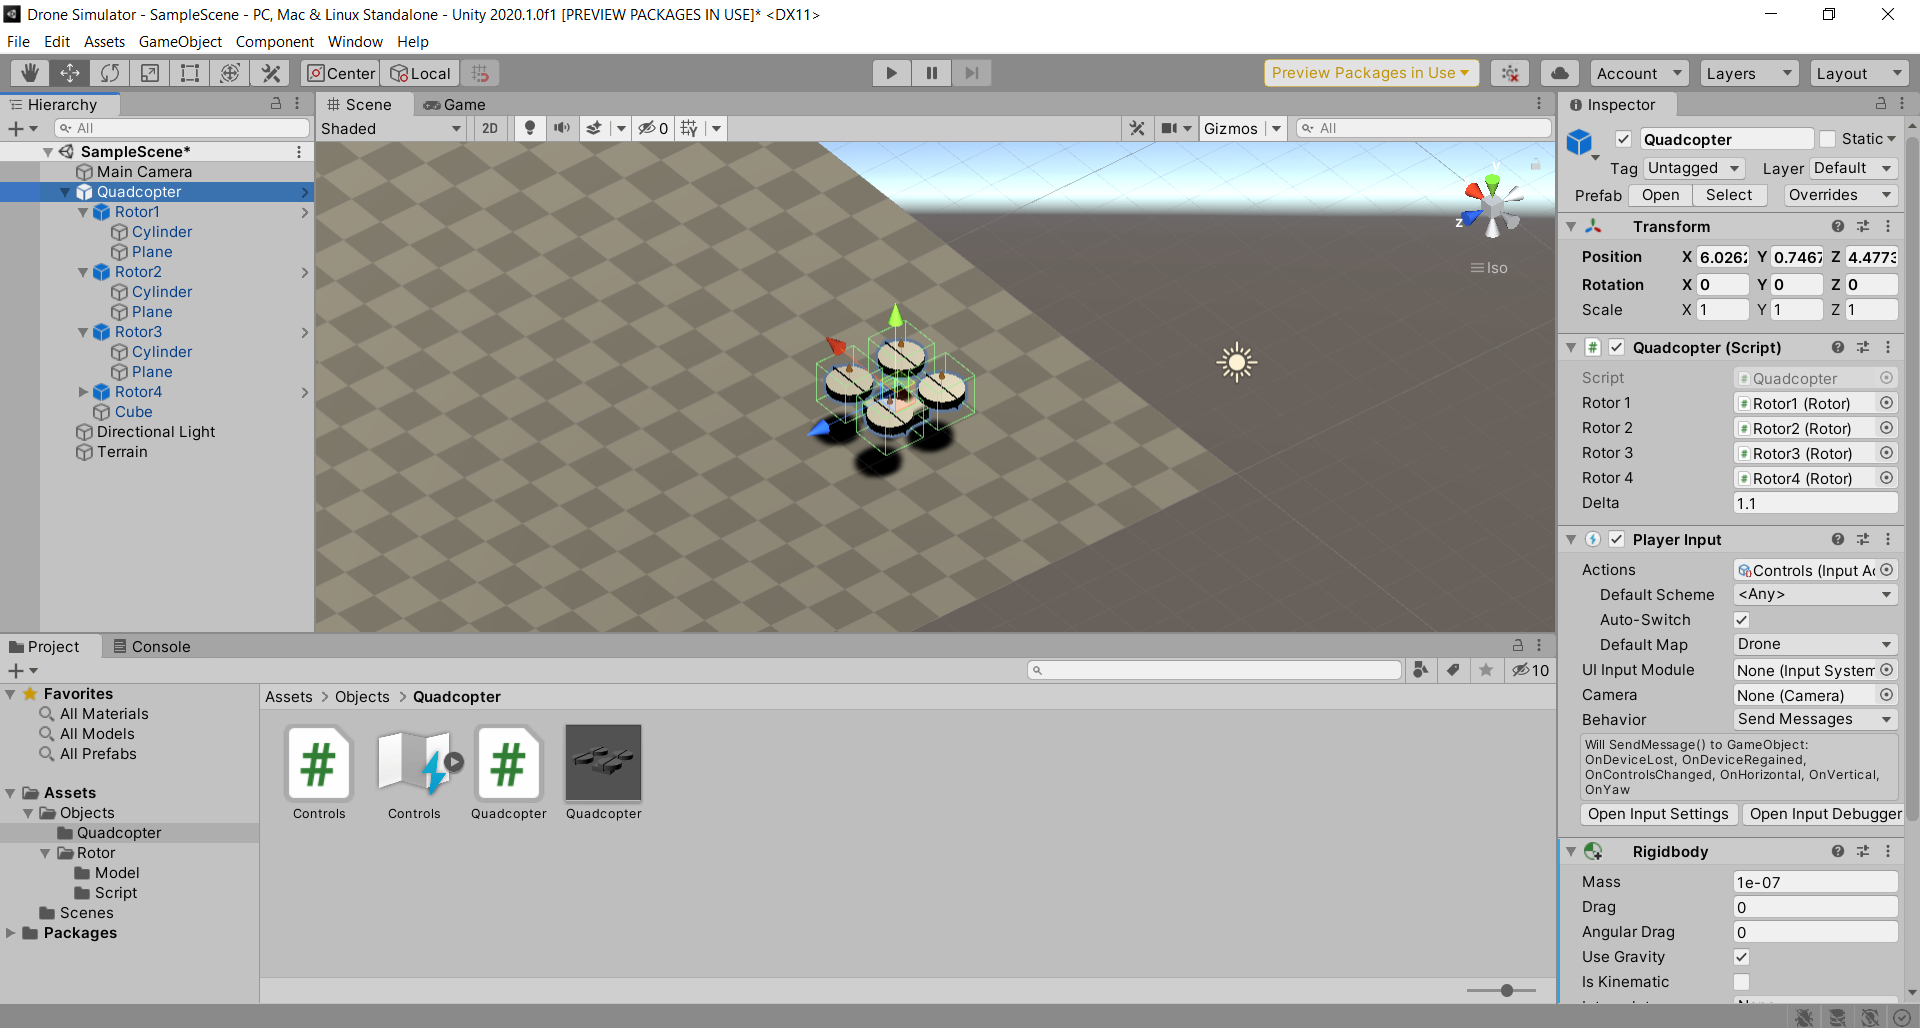 Drone Simulator - SampleScene - PC, Mac & Linux Standalone - Unity 2020.1.0f1 [PREVIEW PACKAGES IN USE]* <DX11>
File Edit Assets GameObject Component Window Help
Center Local Preview Packages in Use Account Layers Layout
Hierarchy
All
SampleScene*
Main Camera
Quadcopter
Rotor1
Cylinder
Plane
Rotor2
Cylinder
Plane
Rotor3
Cylinder
Plane
Rotor4
Cube
Directional Light
Terrain
Scene Game
Shaded 2D 0 Gizmos All
Z
Iso
Inspector
Quadcopter Static
Tag Untagged Layer Default
Prefab Open Select Overrides
Transform
Position X 6.0262 Y 0.7467 Z 4.4773
Rotation X 0 Y 0 Z 0
Scale X 1 Y 1 Z 1
Quadcopter (Script)
Script Quadcopter
Rotor 1 Rotor1 (Rotor)
Rotor 2 Rotor2 (Rotor)
Rotor 3 Rotor3 (Rotor)
Rotor 4 Rotor4 (Rotor)
Delta 1.1
Player Input
Actions Controls (Input Ac
Default Scheme <Any>
Auto-Switch
Default Map Drone
UI Input Module None (Input System
Camera None (Camera)
Behavior Send Messages
Will SendMessage() to GameObject:
OnDeviceLost, OnDeviceRegained,
OnControlsChanged, OnHorizontal, OnVertical,
OnYaw
Open Input Settings Open Input Debugger
Rigidbody
Mass 1e-07
Drag 0
Angular Drag 0
Use Gravity
Is Kinematic
Project Console
10
Favorites
All Materials
All Models
All Prefabs
Assets
Objects
Quadcopter
Rotor
Model
Script
Scenes
Packages
Assets > Objects > Quadcopter
Controls Controls Quadcopter Quadcopter